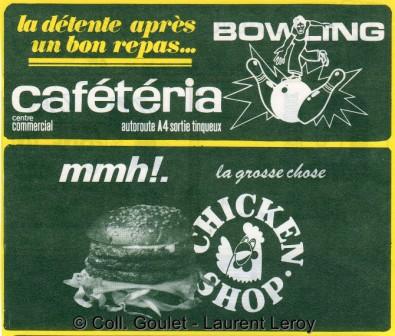 la détente après
un bon repas...
BOWLING
cafétéria
centre
commercial
autoroute A4 sortie tinqueux
mmh!.
la grosse chose
CHICKEN
SHOP.
© Coll. Goulet - Laurent Leroy